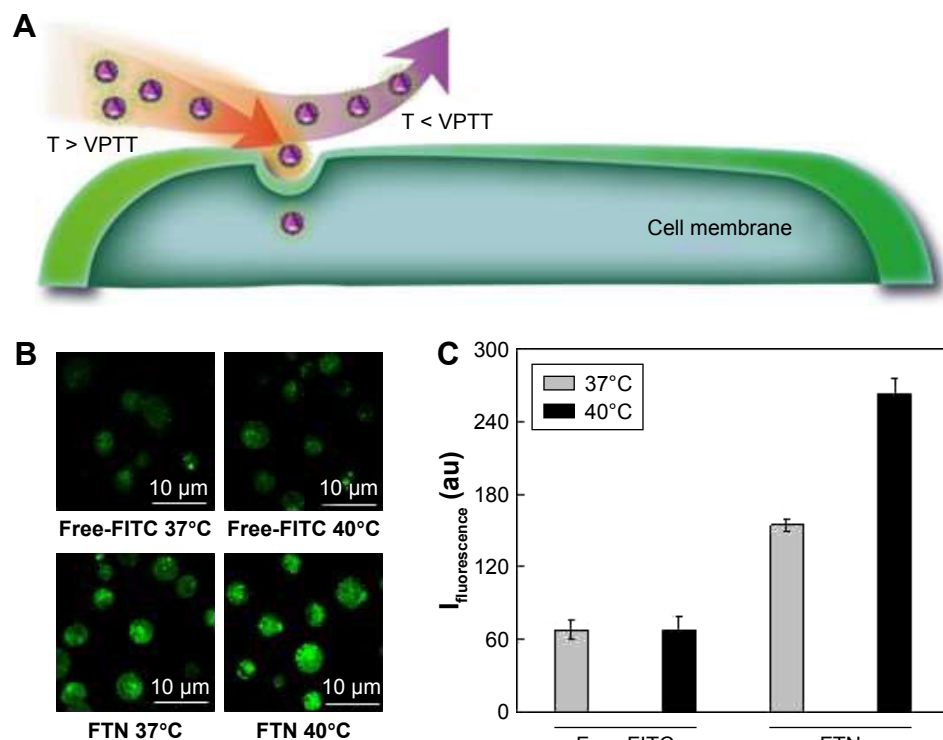 A
T > VPTT
T < VPTT
Cell membrane
B
10 µm
10 µm
Free-FITC 37°C
Free-FITC 40°C
10 µm
10 µm
FTN 37°C
FTN 40°C
C
300
240
180
120
60
0
I fluorescence (au)
37°C
40°C